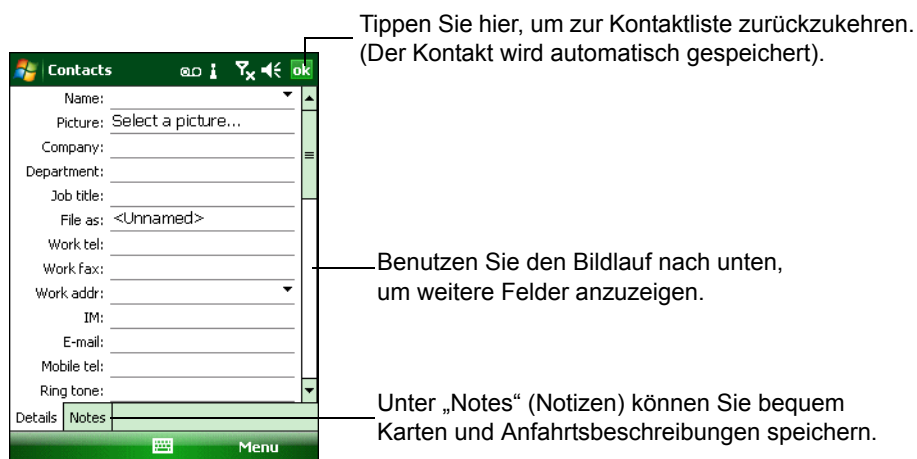 Tippen Sie hier, um zur Kontaktliste zurückzukehren.
(Der Kontakt wird automatisch gespeichert).
Contacts ok
Name:
Picture: Select a picture...
Company:
Department:
Job title:
File as: <Unnamed>
Work tel:
Work fax:
Work addr:
IM:
E-mail:
Mobile tel:
Ring tone:
Details Notes
Menu
Benutzen Sie den Bildlauf nach unten,
um weitere Felder anzuzeigen.
Unter „Notes“ (Notizen) können Sie bequem
Karten und Anfahrtsbeschreibungen speichern.